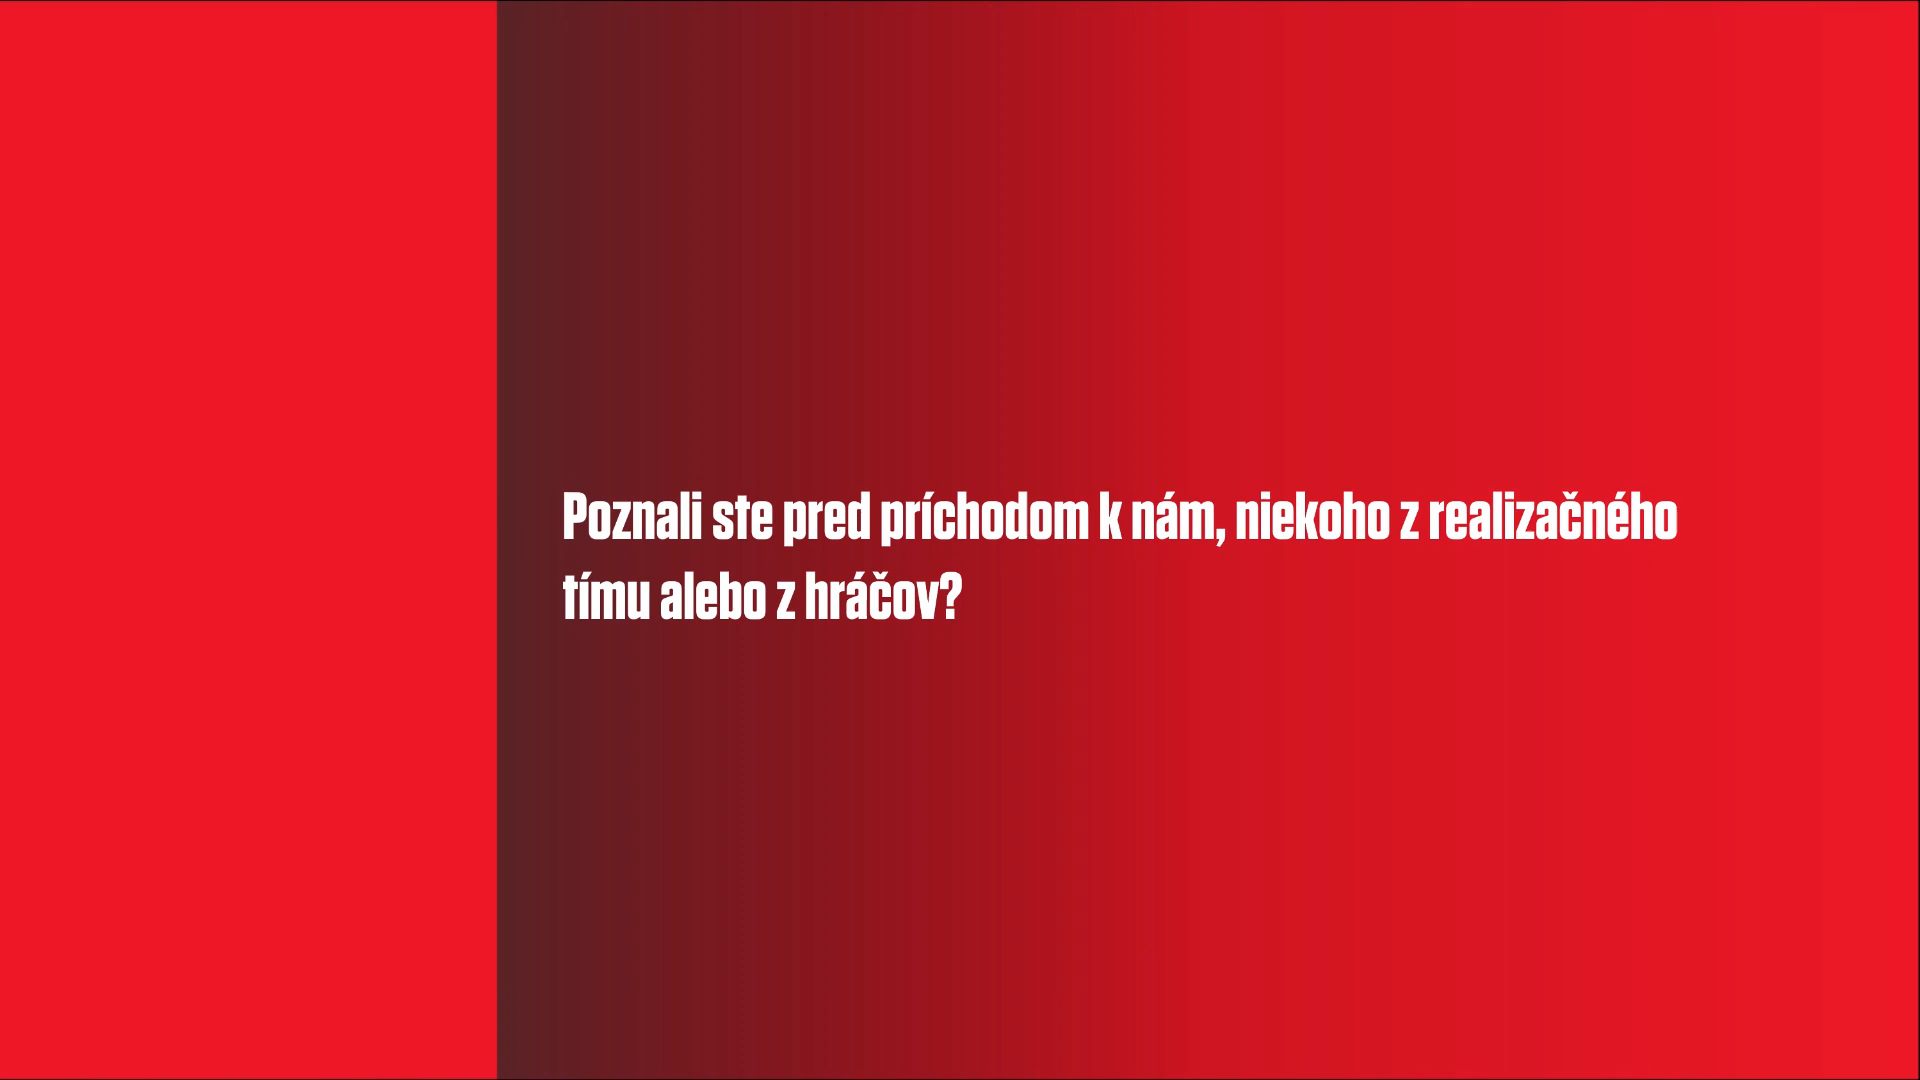 Poznali ste pred príchodom k nám, niekoho z realizačného
tímu alebo z hráčov?